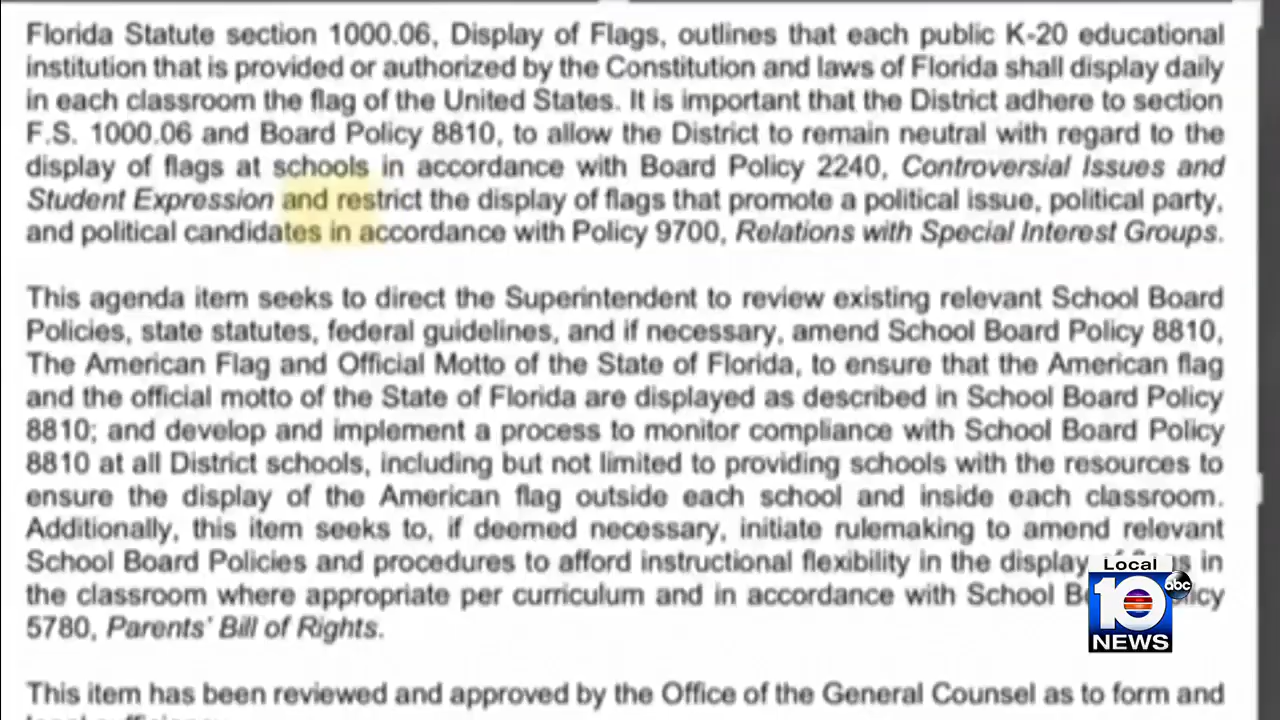 Florida Statute section 1000.06, Display of Flags, outlines that each public K-20 educational
institution that is provided or authorized by the Constitution and laws of Florida shall display daily
in each classroom the flag of the United States. It is important that the District adhere to section
F.S. 1000.06 and Board Policy 8810, to allow the District to remain neutral with regard to the
display of flags at schools in accordance with Board Policy 2240, Controversial Issues and
Student Expression and restrict the display of flags that promote a political issue, political party,
and political candidates in accordance with Policy 9700, Relations with Special Interest Groups.
This agenda item seeks to direct the Superintendent to review existing relevant School Board
Policies, state statutes, federal guidelines, and if necessary, amend School Board Policy 8810,
The American Flag and Official Motto of the State of Florida, to ensure that the American flag
and the official motto of the State of Florida are displayed as described in School Board Policy
8810; and develop and implement a process to monitor compliance with School Board Policy
8810 at all District schools, including but not limited to providing schools with the resources to
ensure the display of the American flag outside each school and inside each classroom.
Additionally, this item seeks to, if deemed necessary, initiate rulemaking to amend relevant
School Board Policies and procedures to afford instructional flexibility in the display in
the classroom where appropriate per curriculum and in accordance with School
5780, Parents' Bill of Rights.
This item has been reviewed and approved by the Office of the General Counsel as to form and
Local
10 abc
NEWS